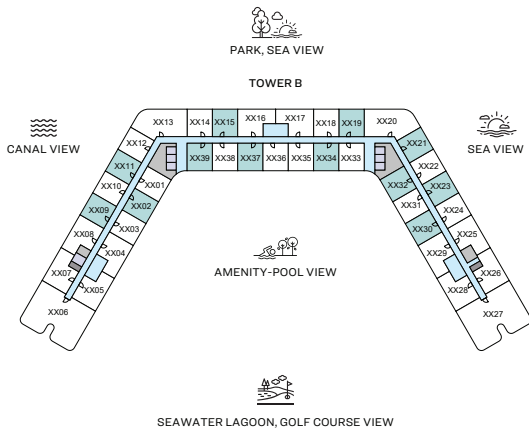 PARK, SEA VIEW
TOWER B
CANAL VIEW
SEA VIEW
XX13
XX14
XX15
XX16
XX17
XX18
XX19
XX20
XX12
XX11
XX10
XX09
XX08
XX07
XX06
XX01
XX02
XX03
XX04
XX05
XX39
XX38
XX37
XX36
XX35
XX34
XX33
XX21
XX22
XX23
XX24
XX25
XX26
XX27
XX32
XX31
XX30
XX29
XX28
AMENITY-POOL VIEW
SEAWATER LAGOON, GOLF COURSE VIEW